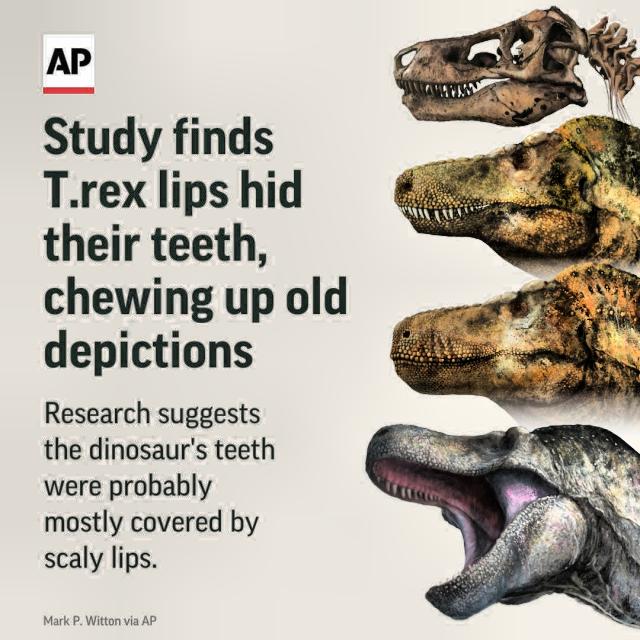 AP
Study finds
T.rex lips hid
their teeth,
chewing up old
depictions
Research suggests
the dinosaur's teeth
were probably
mostly covered by
scaly lips.
Mark P. Witton via AP